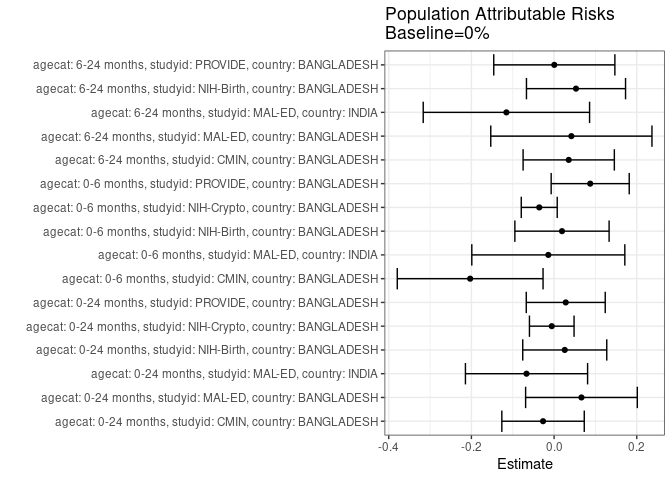 Population Attributable Risks
Baseline=0%
agecat: 6-24 months, studyid: PROVIDE, country: BANGLADESH
agecat: 6-24 months, studyid: NIH-Birth, country: BANGLADESH
agecat: 6-24 months, studyid: MAL-ED, country: INDIA
agecat: 6-24 months, studyid: MAL-ED, country: BANGLADESH
agecat: 6-24 months, studyid: CMIN, country: BANGLADESH
agecat: 0-6 months, studyid: PROVIDE, country: BANGLADESH
agecat: 0-6 months, studyid: NIH-Crypto, country: BANGLADESH
agecat: 0-6 months, studyid: NIH-Birth, country: BANGLADESH
agecat: 0-6 months, studyid: MAL-ED, country: INDIA
agecat: 0-6 months, studyid: CMIN, country: BANGLADESH
agecat: 0-24 months, studyid: PROVIDE, country: BANGLADESH
agecat: 0-24 months, studyid: NIH-Crypto, country: BANGLADESH
agecat: 0-24 months, studyid: NIH-Birth, country: BANGLADESH
agecat: 0-24 months, studyid: MAL-ED, country: INDIA
agecat: 0-24 months, studyid: MAL-ED, country: BANGLADESH
agecat: 0-24 months, studyid: CMIN, country: BANGLADESH
-0.4 -0.2 0.0 0.2
Estimate